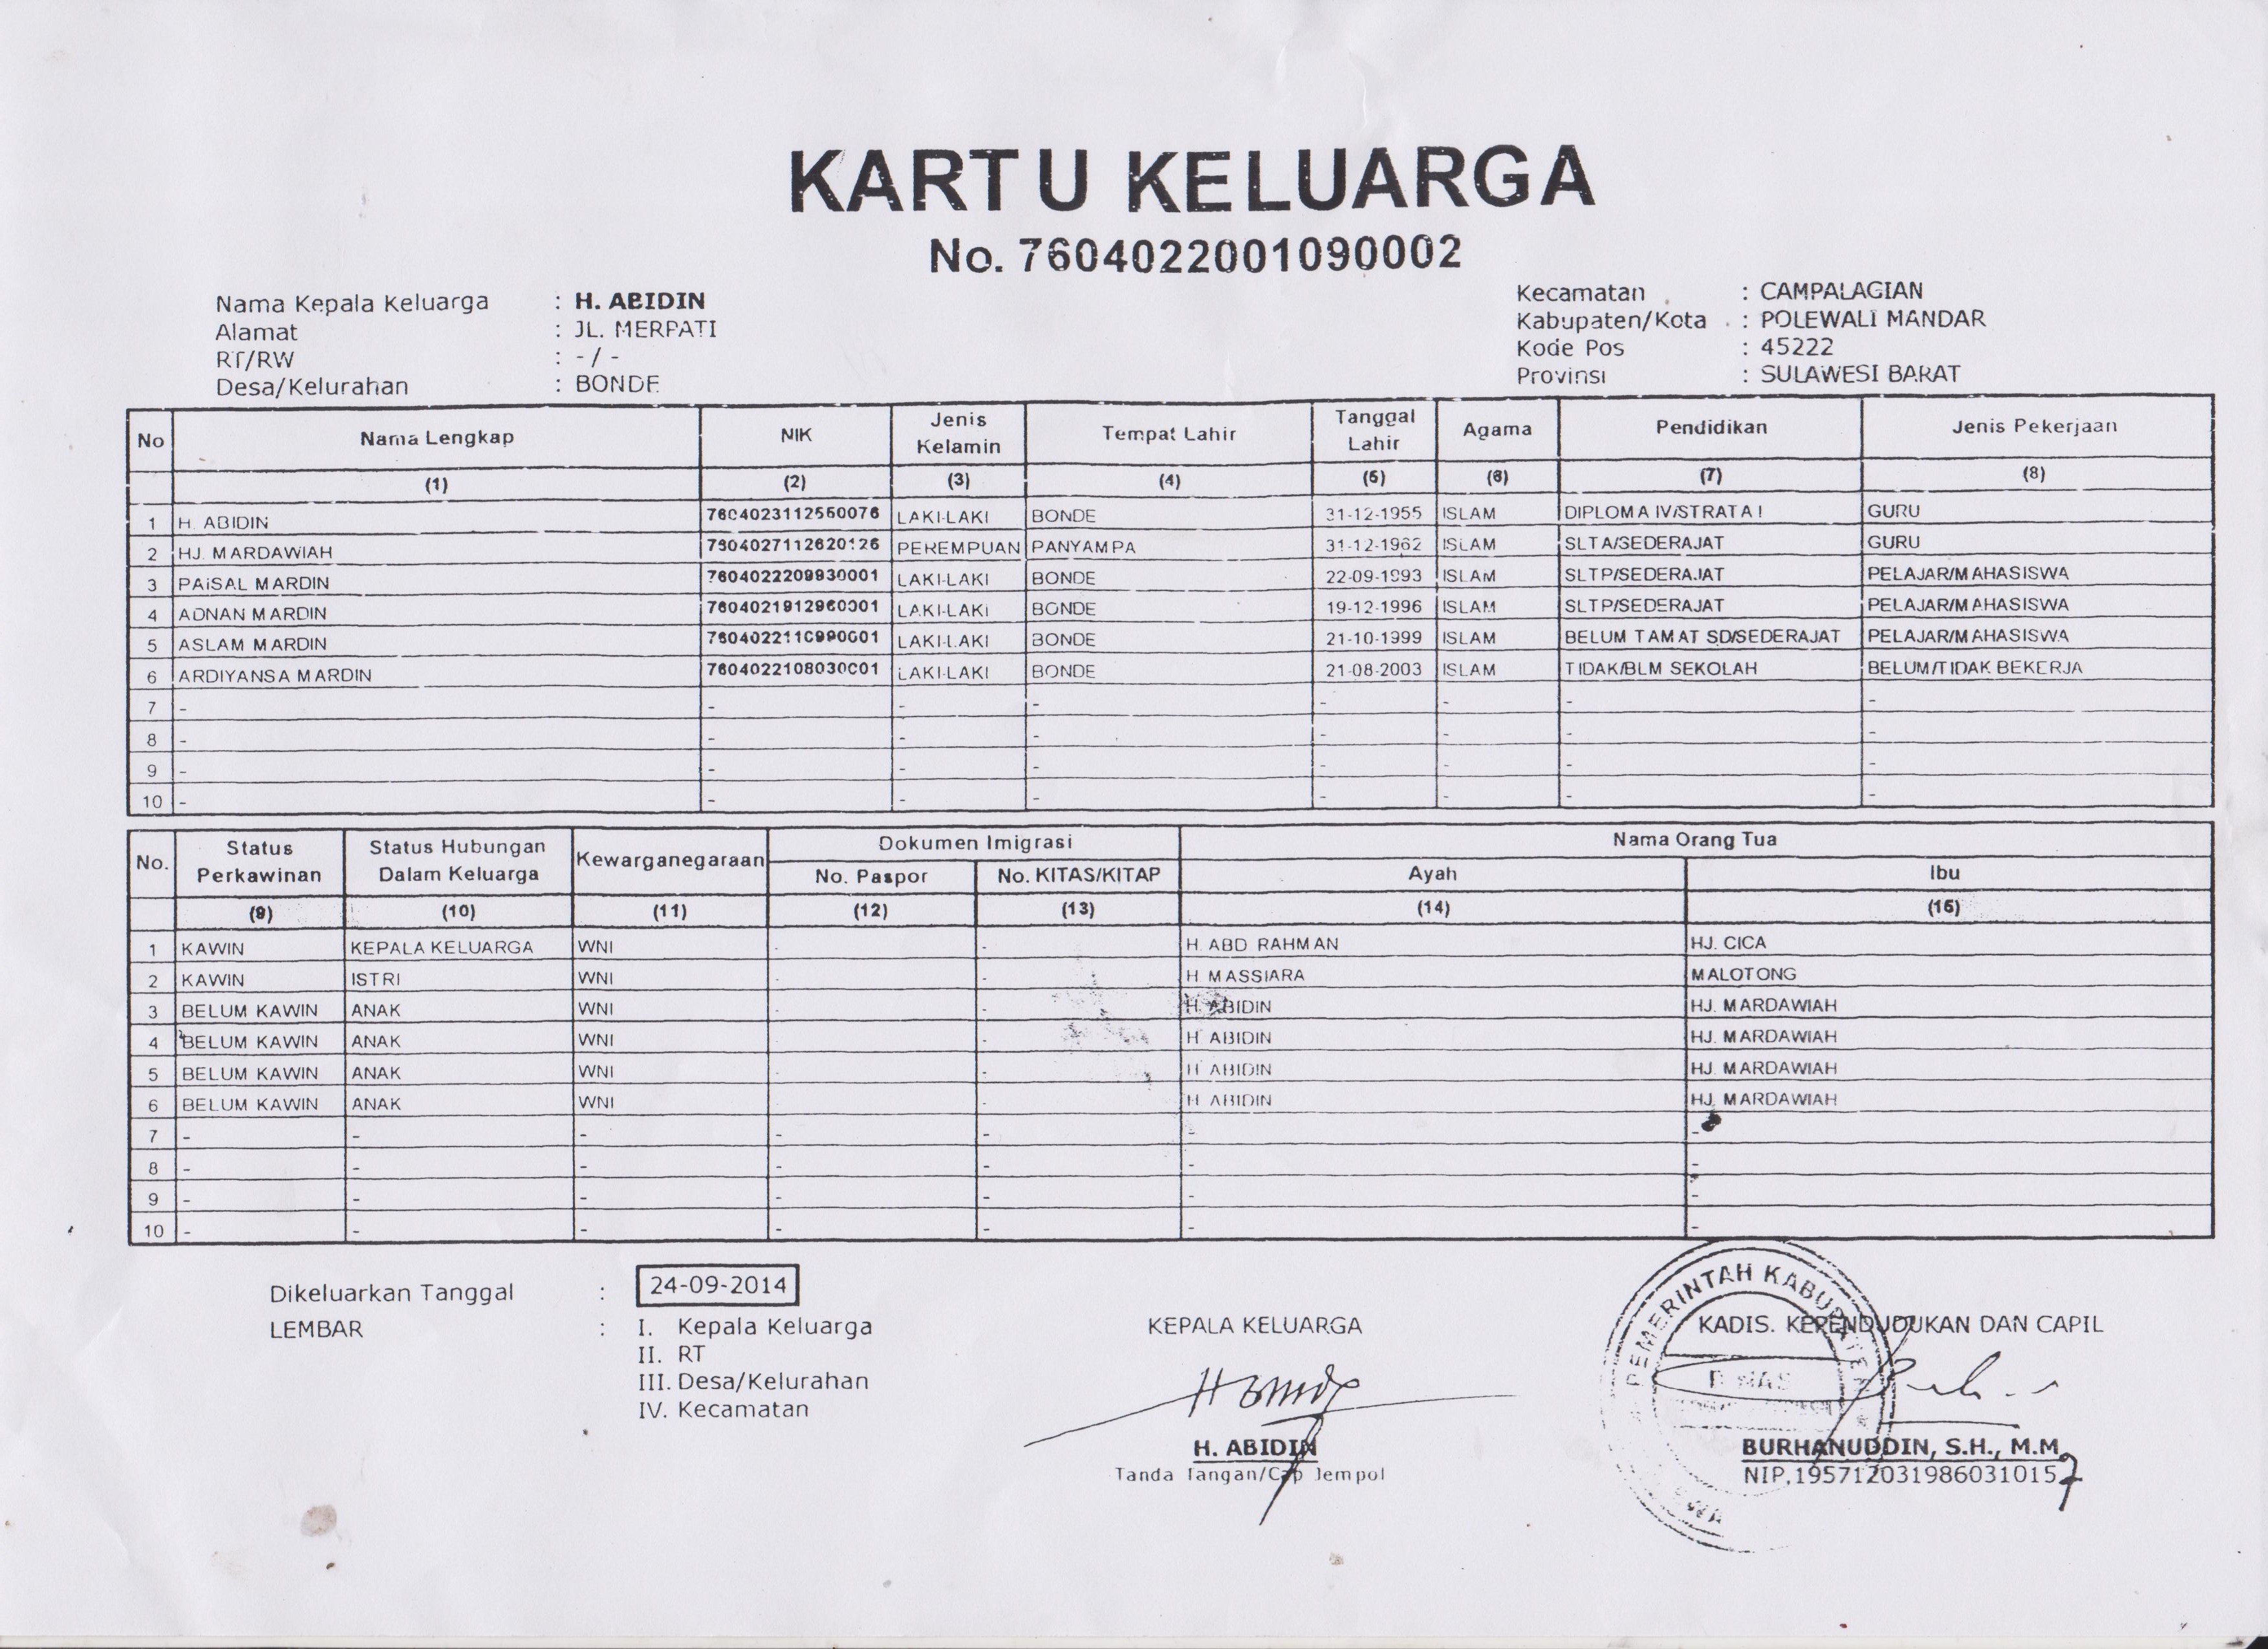 KARTU KELUARGA
No. 7604022001090002
Nama Kepala Keluarga : H. ABIDIN
Alamat : JL. MERPATI
RT/RW : - / -
Desa/Kelurahan : BONDE
Kecamatan : CAMPALAGIAN
Kabupaten/Kota : POLEWALI MANDAR
Kode Pos : 45222
Provinsi : SULAWESI BARAT
No Nama Lengkap NIK Jenis Kelamin Tempat Lahir Tanggal Lahir Agama Pendidikan Jenis Pekerjaan
(1) (2) (3) (4) (5) (6) (7) (8)
1 H. ABIDIN LAKI-LAKI BONDE 31-12-1955 ISLAM DIPLOMA IV/STRATA I GURU
2 HJ. MARDAWIAH PEREMPUAN PANYAMPA 31-12-1962 ISLAM SLTA/SEDERAJAT GURU
3 PAISAL MARDIN 7604022209930001 LAKI-LAKI BONDE 22-09-1993 ISLAM SLTP/SEDERAJAT PELAJAR/MAHASISWA
4 ADNAN MARDIN 7604021912960001 LAKI-LAKI BONDE 19-12-1996 ISLAM SLTP/SEDERAJAT PELAJAR/MAHASISWA
5 ASLAM MARDIN 7604022110990001 LAKI-LAKI BONDE 21-10-1999 ISLAM BELUM TAMAT SD/SEDERAJAT PELAJAR/MAHASISWA
6 ARDIYANSA MARDIN 7604022108030001 LAKI-LAKI BONDE 21-08-2003 ISLAM TIDAK/BLM SEKOLAH BELUM/TIDAK BEKERJA
7 - - - - - - - -
8 - - - - - - - -
9 - - - - - - - -
10 - - - - - - - -
No. Status Perkawinan Status Hubungan Dalam Keluarga Kewarganegaraan Dokumen Imigrasi Nama Orang Tua
No. Paspor No. KITAS/KITAP Ayah Ibu
(9) (10) (11) (12) (13) (14) (15)
1 KAWIN KEPALA KELUARGA WNI - - H. ABD RAHMAN HJ. CICA
2 KAWIN ISTRI WNI - - H MASSIARA MALOTONG
3 BELUM KAWIN ANAK WNI - - H. ABIDIN HJ. MARDAWIAH
4 BELUM KAWIN ANAK WNI - - H ABIDIN HJ. MARDAWIAH
5 BELUM KAWIN ANAK WNI - - H ABIDIN HJ. MARDAWIAH
6 BELUM KAWIN ANAK WNI - - H ABIDIN HJ. MARDAWIAH
7 - - - - - - -
8 - - - - - - -
9 - - - - - - -
10 - - - - - - -
Dikeluarkan Tanggal : 24-09-2014
LEMBAR : I. Kepala Keluarga
II. RT
III. Desa/Kelurahan
IV. Kecamatan
KEPALA KELUARGA
H. ABIDIN
Tanda Tangan/Cap Jempol
PEMERINTAH KABUPATEN
DINAS
KADIS. KEPENDUDUKAN DAN CAPIL
BURHANUDDIN, S.H., M.M
NIP.195712031986031015